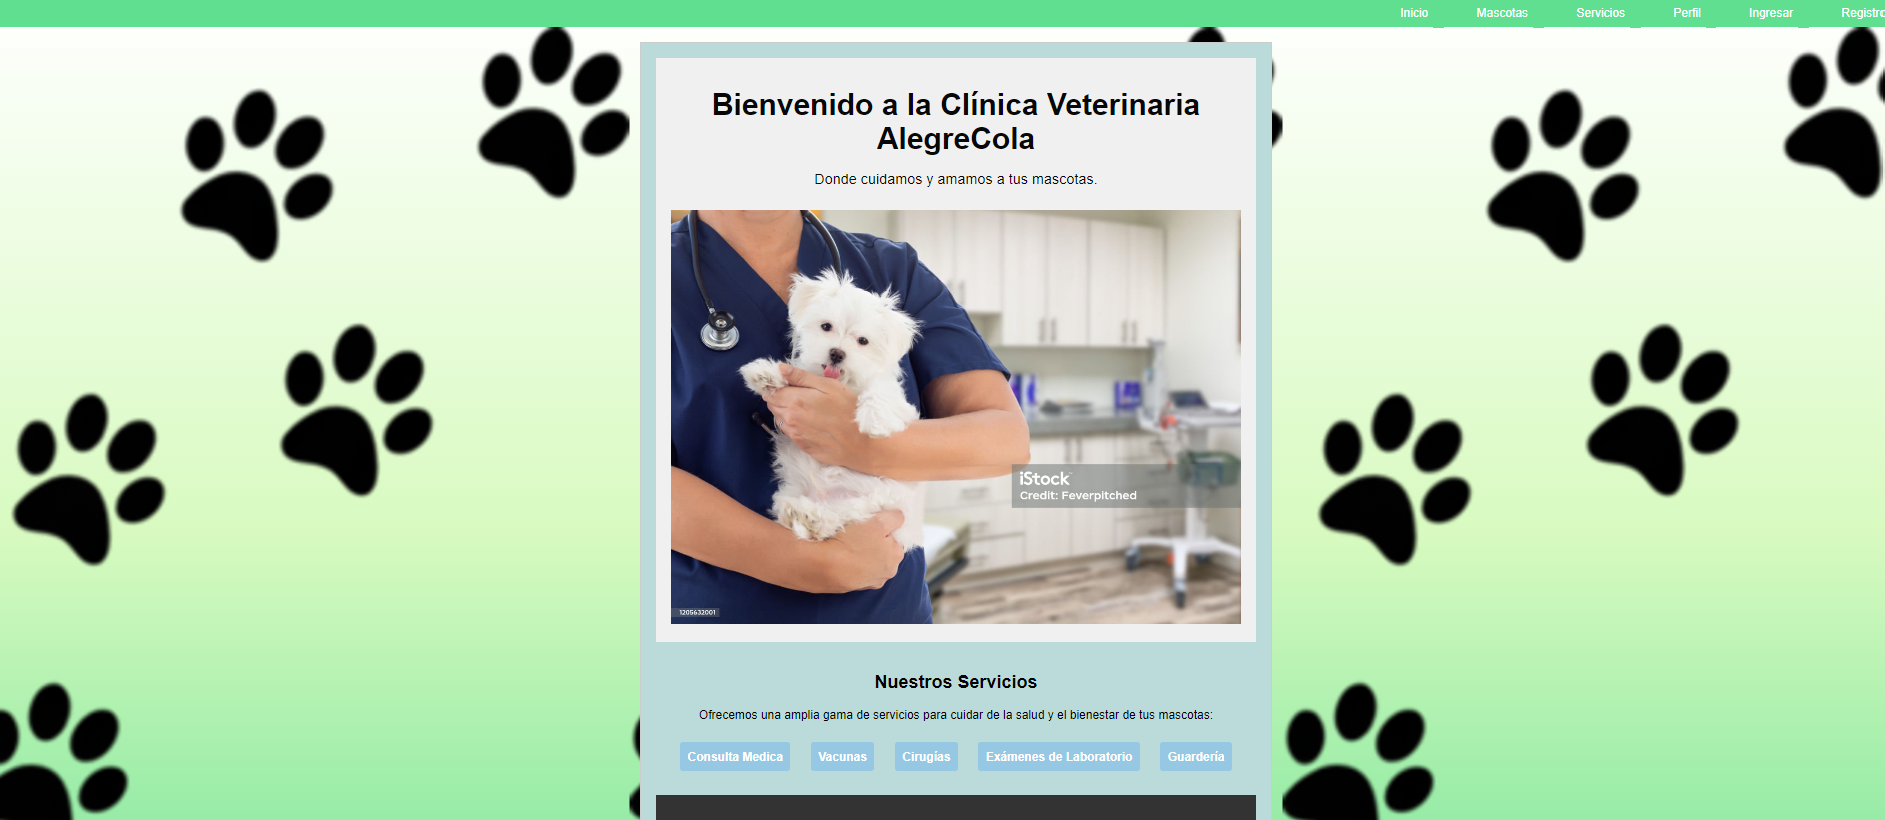 Inicio Mascotas Servicios Perfil Ingresar Registro
Bienvenido a la Clínica Veterinaria
AlegreCola
Donde cuidamos y amamos a tus mascotas.
iStock
Credit: Feverpitched
1205632001
Nuestros Servicios
Ofrecemos una amplia gama de servicios para cuidar de la salud y el bienestar de tus mascotas:
Consulta Medica Vacunas Cirugías Exámenes de Laboratorio Guardería